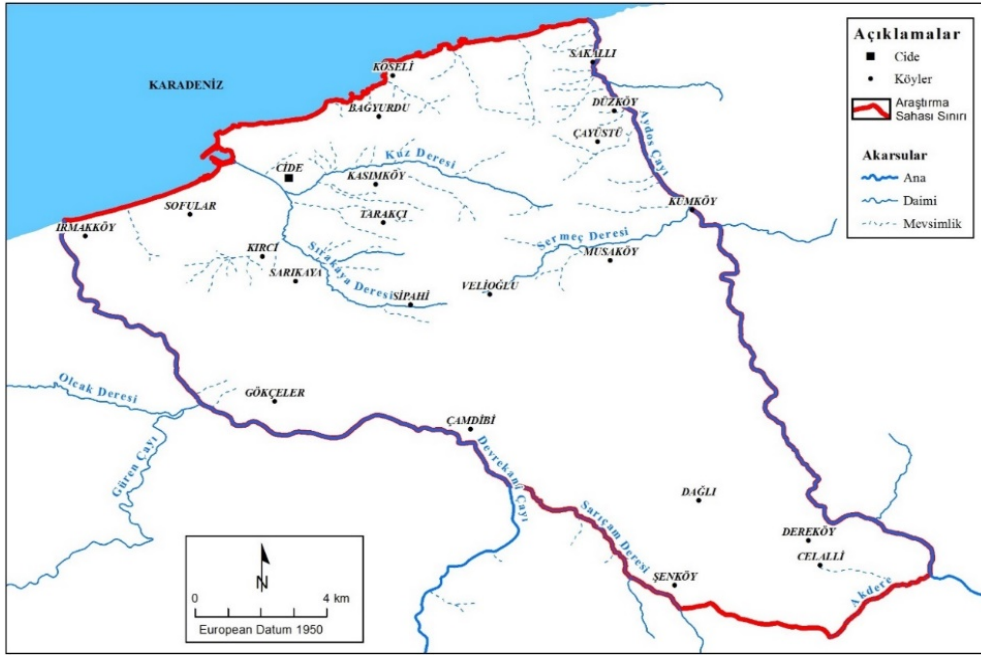 KARADENİZ
KÖSELİ
BAĞYURDU
SAKALLI
DÜZKÖY
ÇAYÜSTÜ
Aydos Çayı
CİDE
Kuz Deresi
KASIMKÖY
SOFULAR
TARAKÇI
KUMKÖY
IRMAKKÖY
KIRCI
SARIKAYA
Sırakaya Deresi
SİPAHİ
VELİOĞLU
Sermeç Deresi
MUSAKÖY
Olcak Deresi
GÖKÇELER
Güren Çayı
ÇAMDİBİ
Devrekani Çayı
Sarıçam Deresi
DAĞLI
DEREKÖY
CELALLİ
ŞENKÖY
Akdere
Açıklamalar
Cide
Köyler
Araştırma
Sahası Sınırı
Akarsular
Ana
Daimi
Mevsimlik
N
0 4 km
European Datum 1950